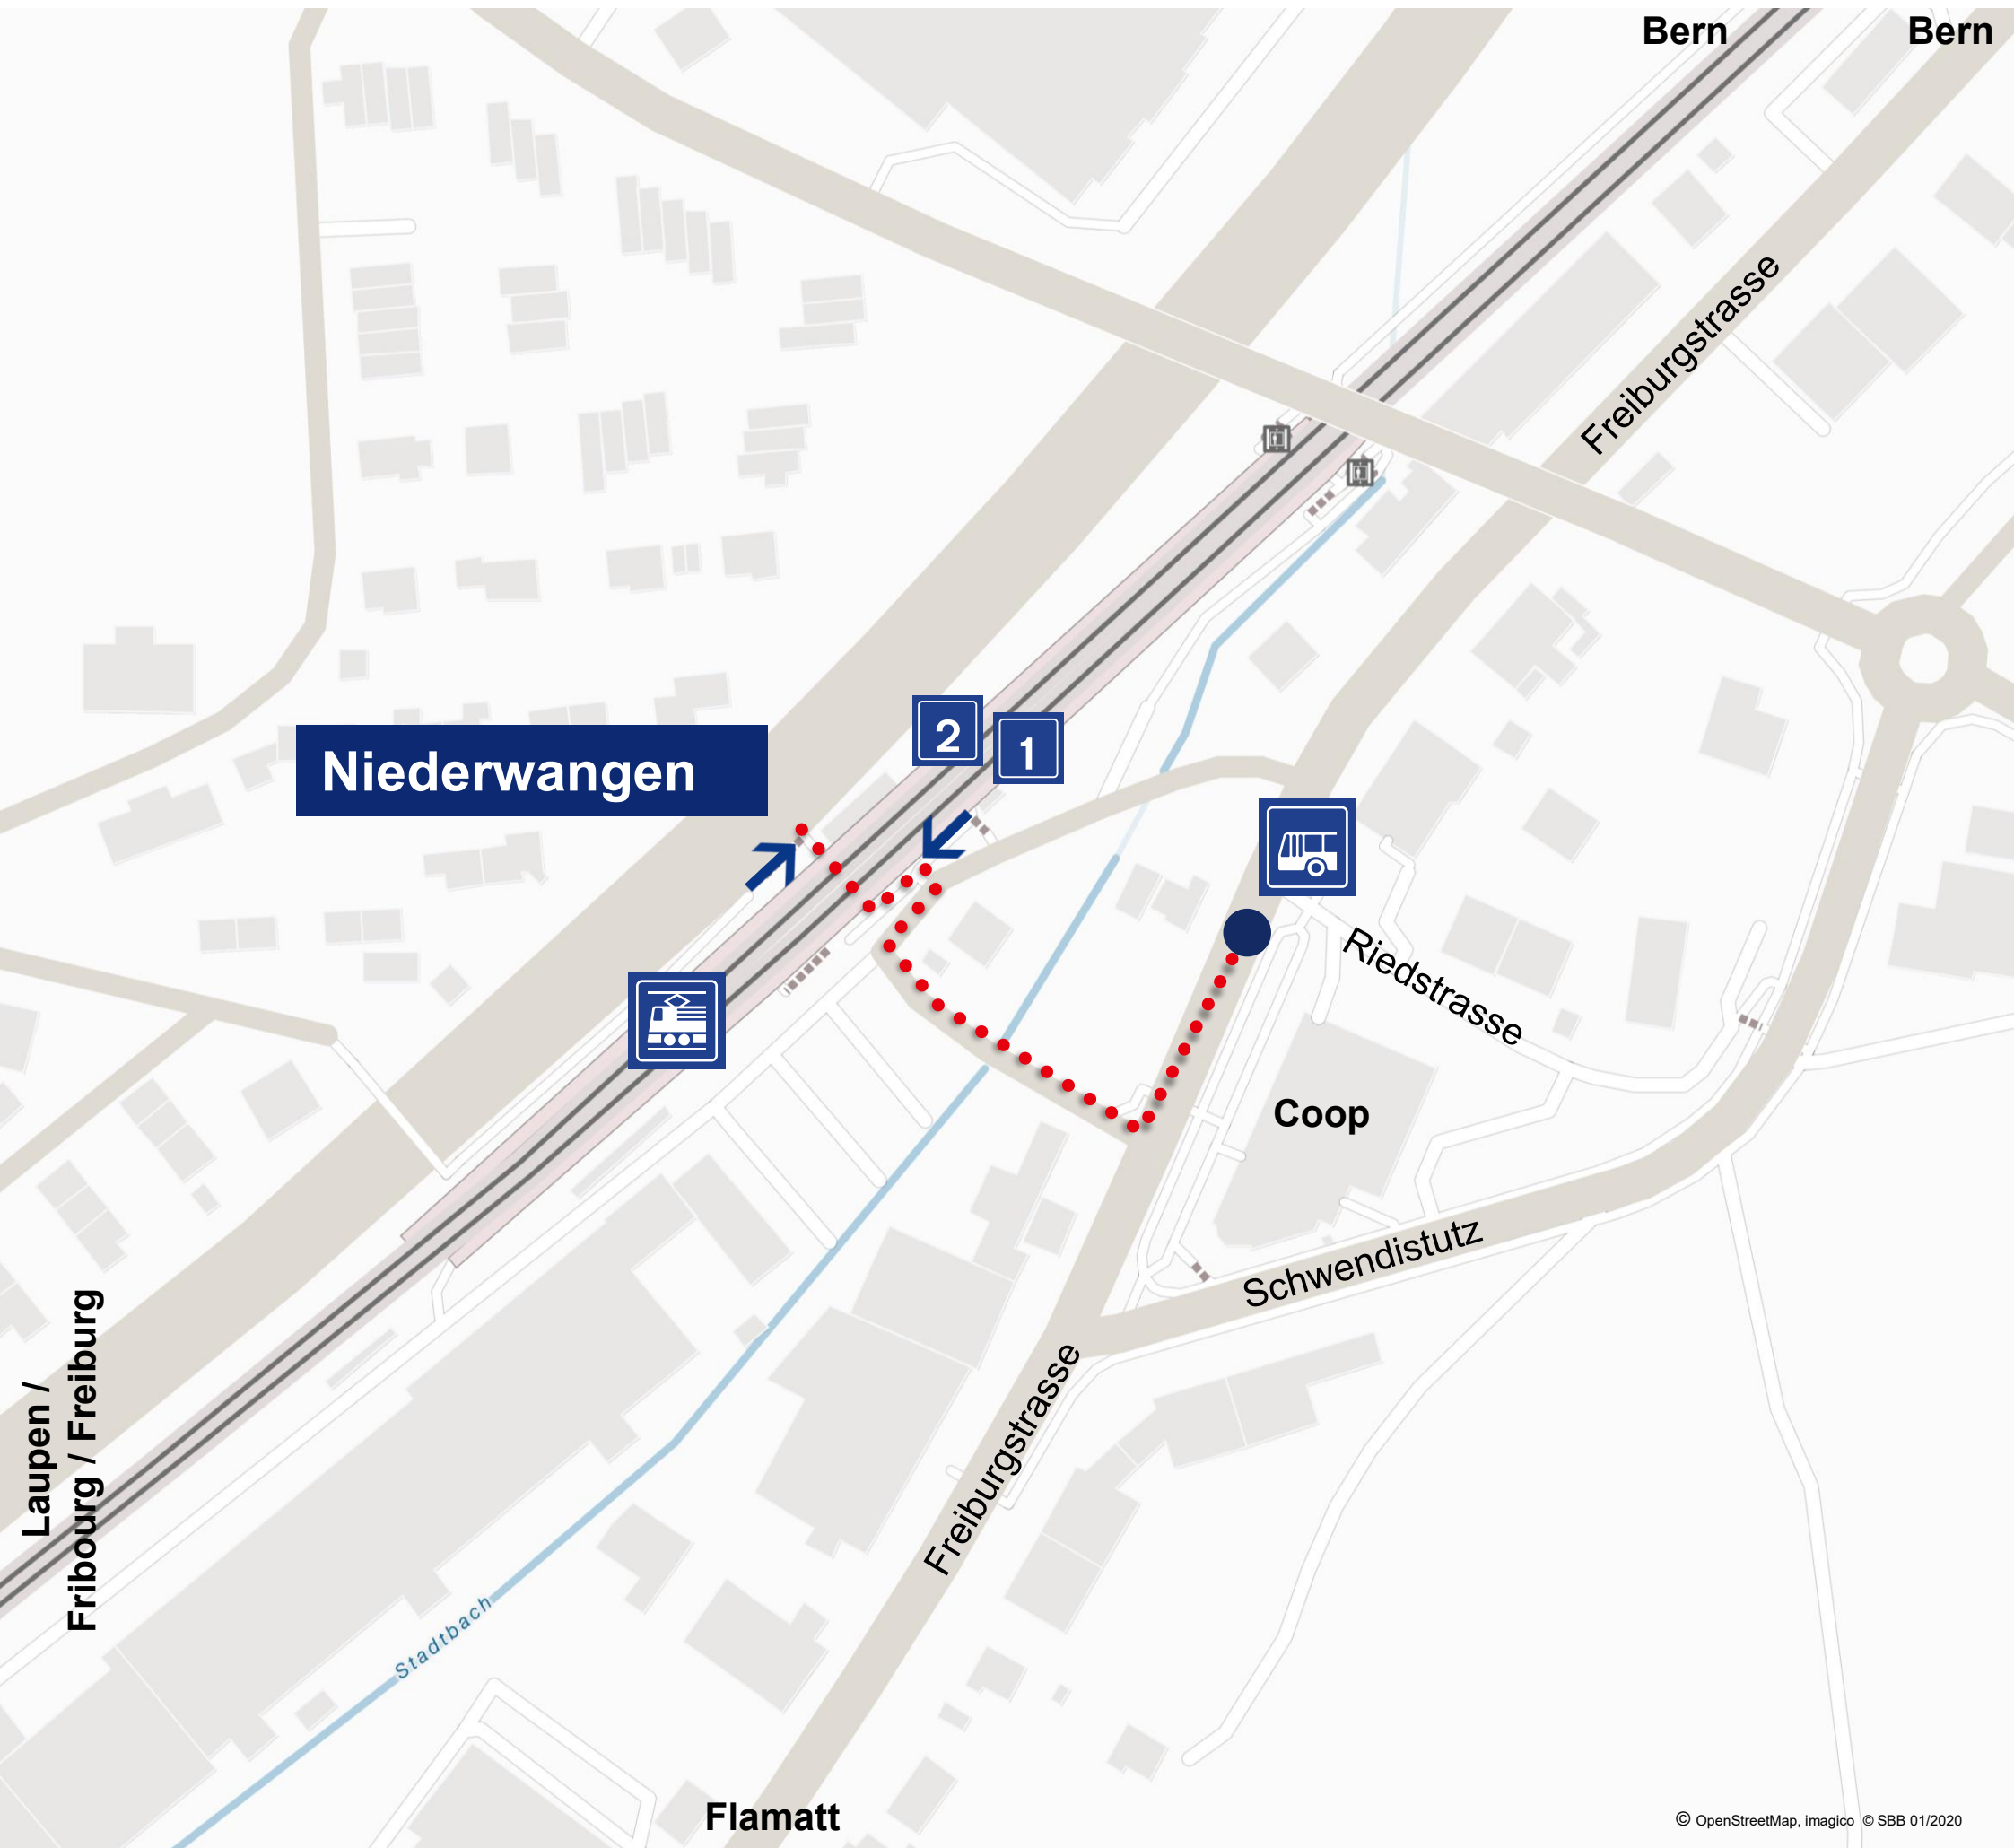 Bern
Bern
Freiburgstrasse
2
1
Niederwangen
Riedstrasse
Coop
Schwendistutz
Freiburgstrasse
Laupen /
Fribourg / Freiburg
Stadtbach
Flamatt
© OpenStreetMap, imagico © SBB 01/2020